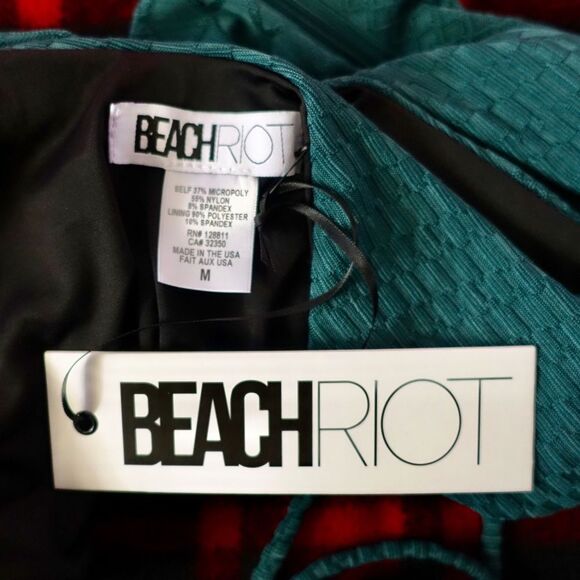 BEACHRIOT
SELF 37% MICROPOLY
55% NYLON
8% SPANDEX
LINING 90% POLYESTER
10% SPANDEX
RN# 128811
CA# 32350
MADE IN THE USA
FAIT AUX USA
M
BEACHRIOT